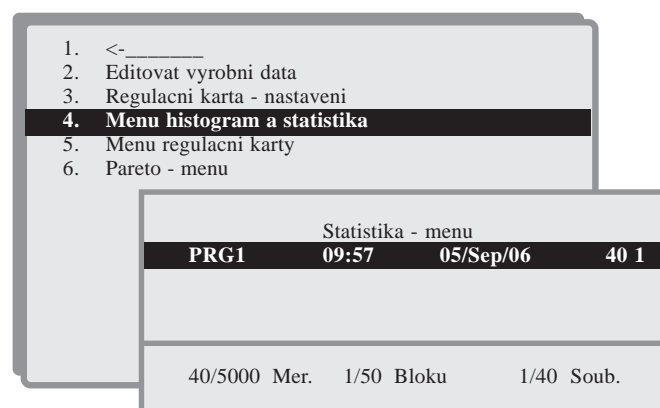 1. <-_______
2. Editovat vyrobni data
3. Regulacni karta - nastaveni
4. Menu histogram a statistika
5. Menu regulacni karty
6. Pareto - menu
Statistika - menu
PRG1 09:57 05/Sep/06 40 1
40/5000 Mer. 1/50 Bloku 1/40 Soub.